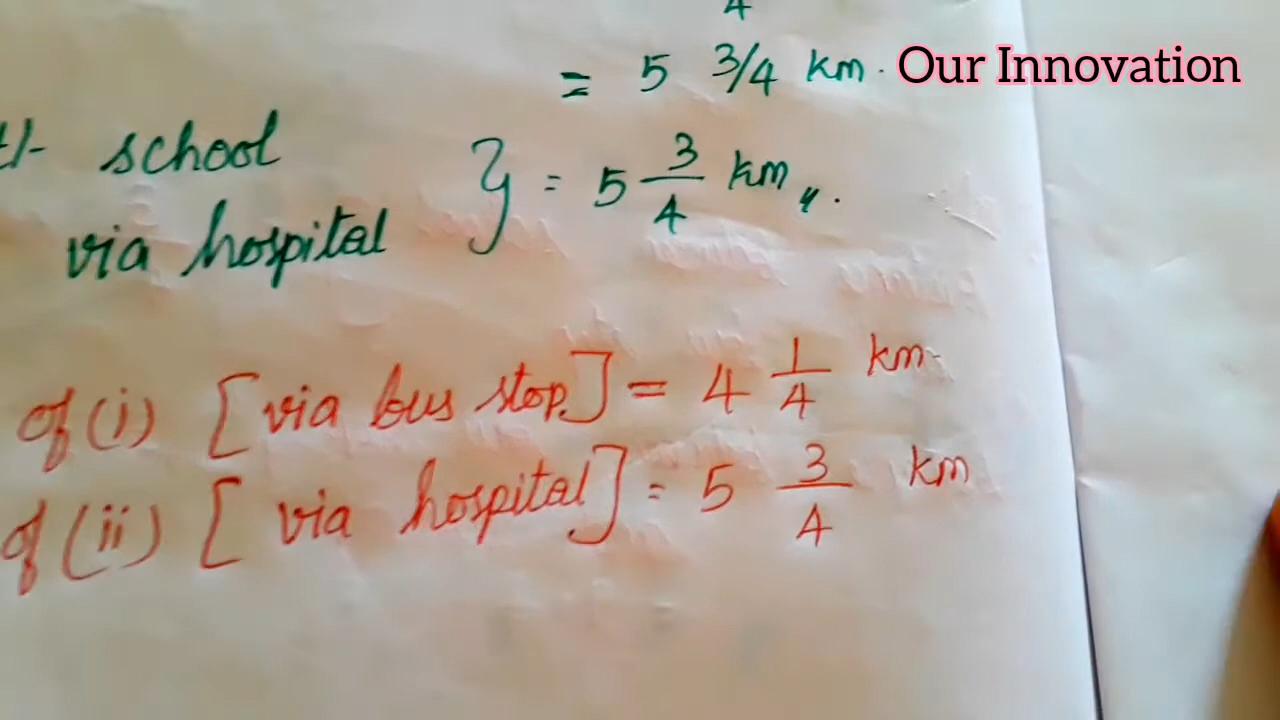 4
= 5 3/4 km. Our Innovation
school } = 5 3/4 km.
via hospital
of (i) [via bus stop] = 4 1/4 km
of (ii) [via hospital] = 5 3/4 km